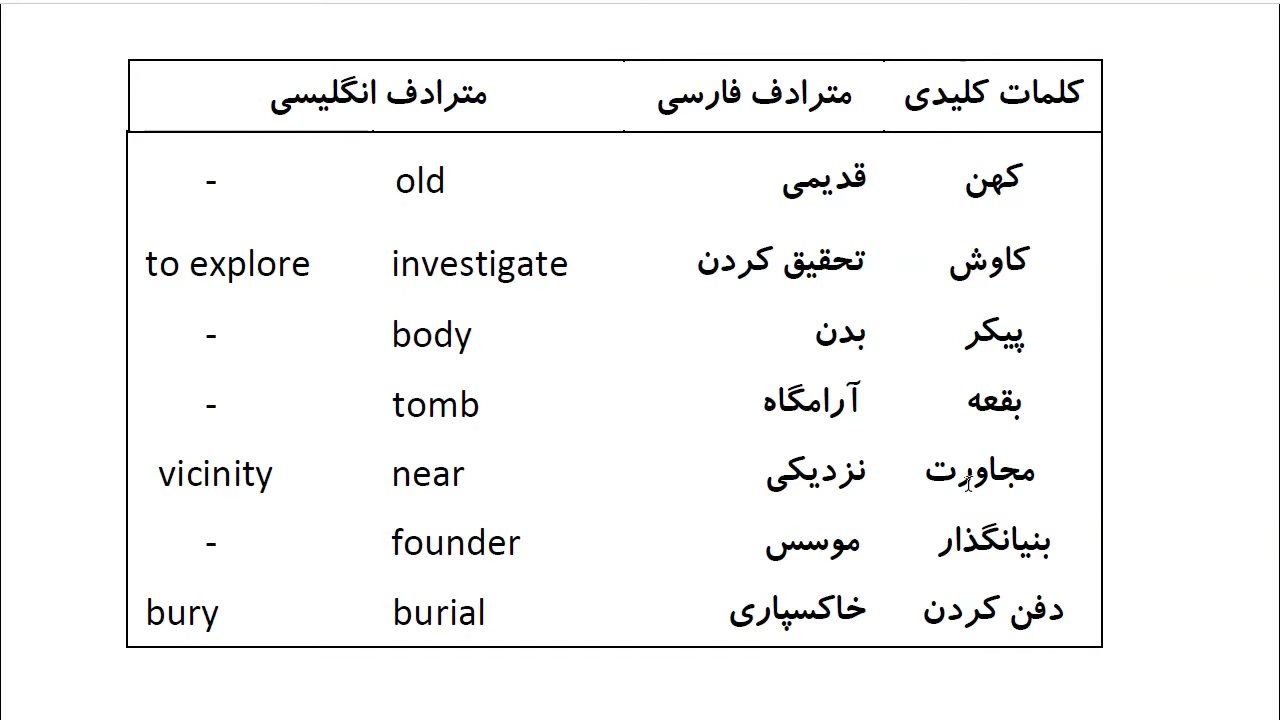 کلمات کلیدی مترادف فارسی مترادف انگلیسی
کهن قدیمی old -
کاوش تحقیق کردن investigate to explore
پیکر بدن body -
بقعه آرامگاه tomb -
مجاورت نزدیکی near vicinity
بنیانگذار موسس founder -
دفن کردن خاکسپاری burial bury